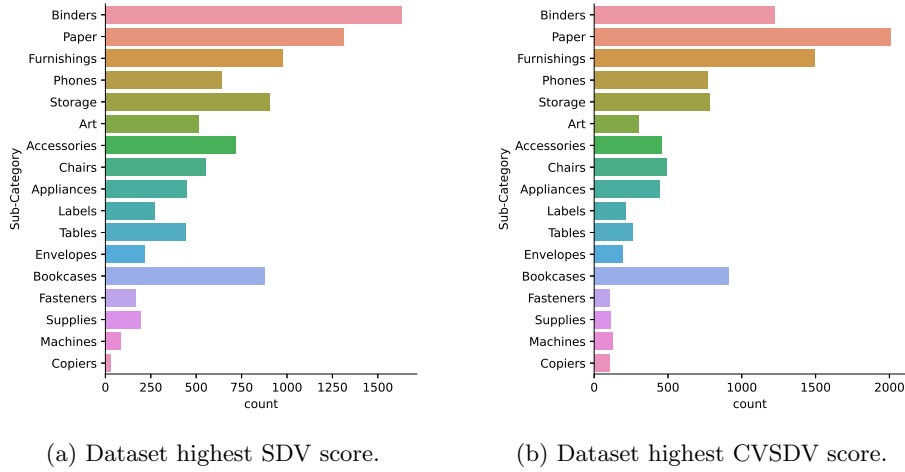 Binders
Paper
Furnishings
Phones
Storage
Art
Accessories
Chairs
Appliances
Labels
Tables
Envelopes
Bookcases
Fasteners
Supplies
Machines
Copiers
Sub-Category
0 250 500 750 1000 1250 1500
count
(a) Dataset highest SDV score.
Binders
Paper
Furnishings
Phones
Storage
Art
Accessories
Chairs
Appliances
Labels
Tables
Envelopes
Bookcases
Fasteners
Supplies
Machines
Copiers
Sub-Category
0 500 1000 1500 2000
count
(b) Dataset highest CVSDV score.